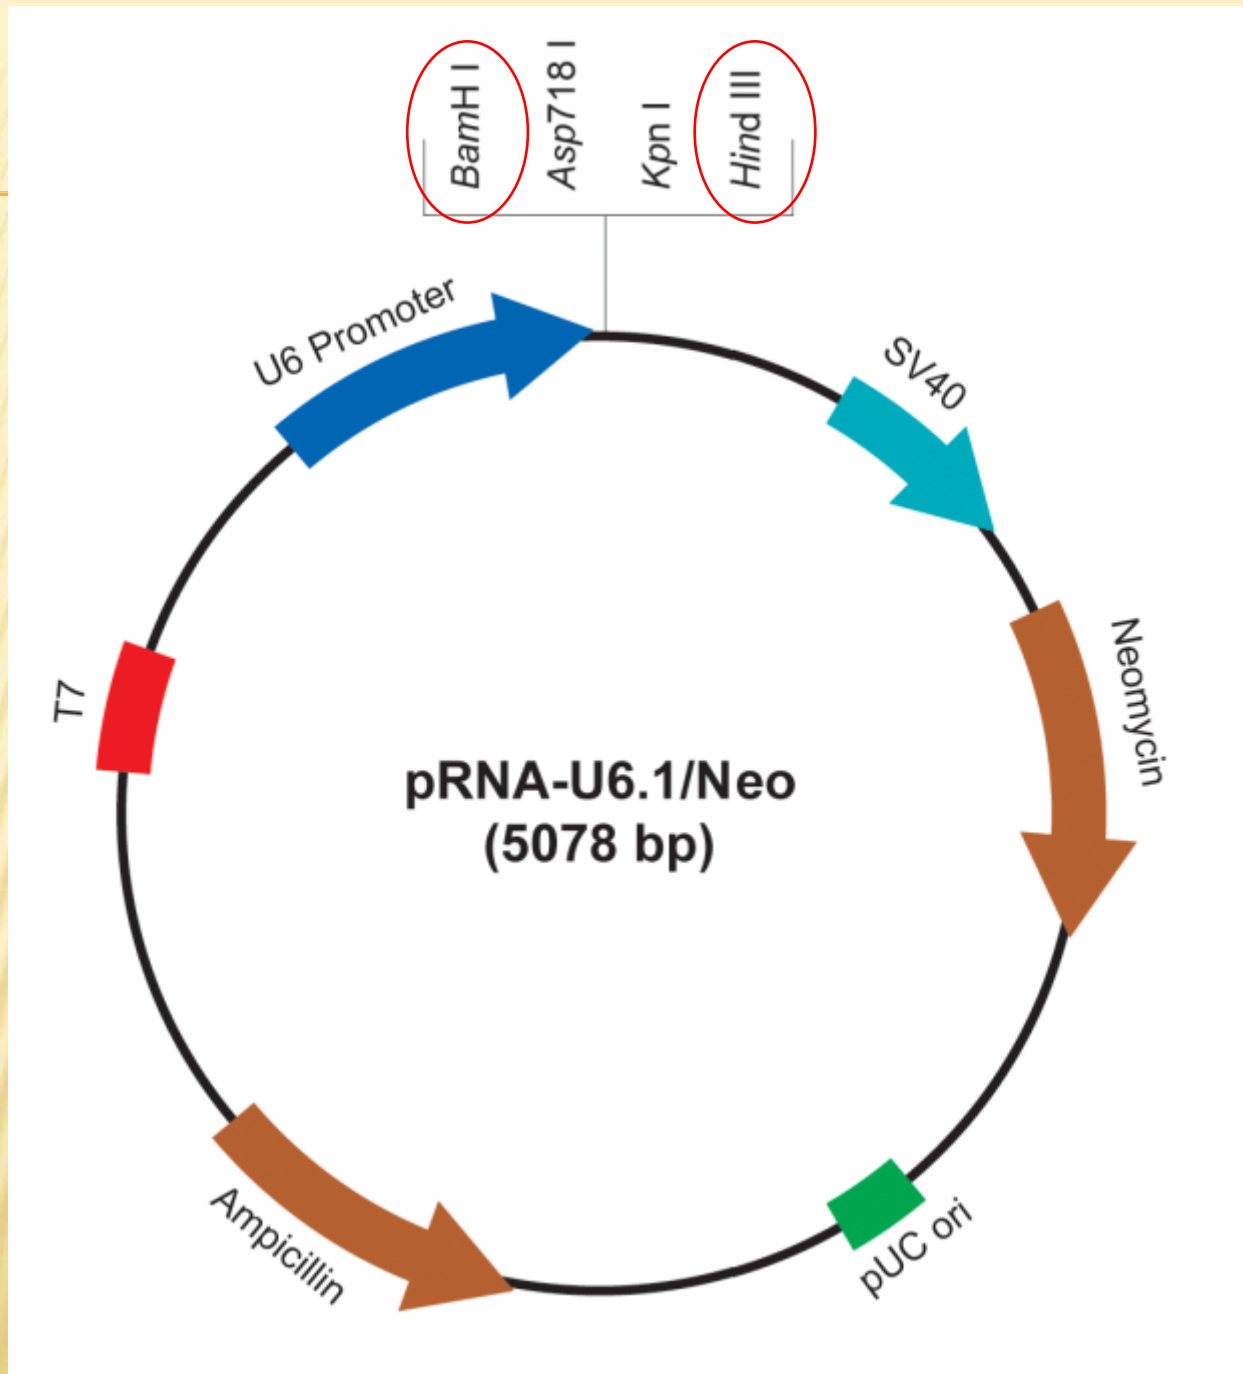 BamH I
Asp718 I
Kpn I
Hind III
U6 Promoter
SV40
T7
Neomycin
pRNA-U6.1/Neo
(5078 bp)
Ampicillin
pUC ori